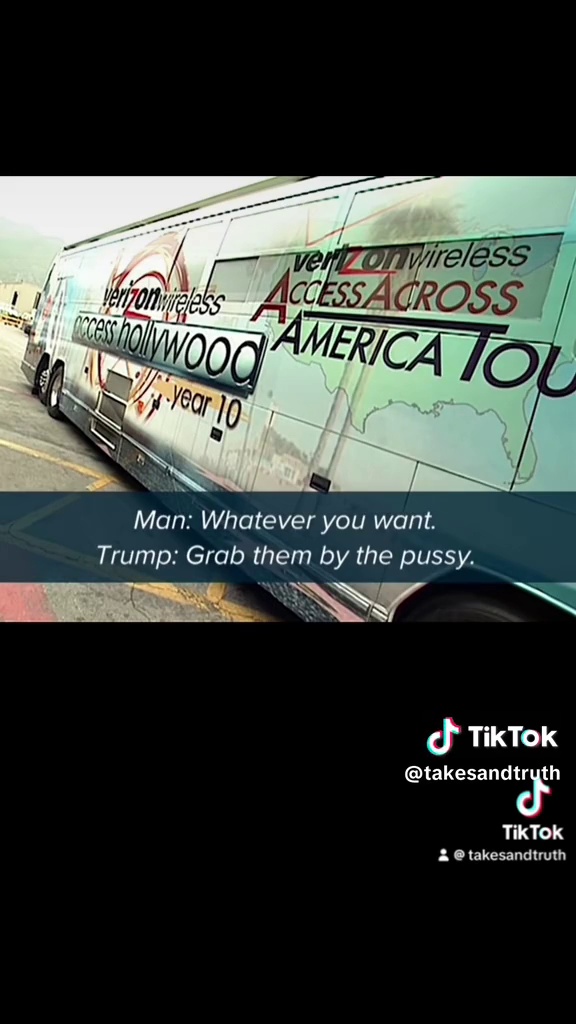 verizonwireless
access hollywood
year 10
verizonwireless
ACCESS ACROSS
AMERICA TOU
Man: Whatever you want.
Trump: Grab them by the pussy.
TikTok
@takesandtruth
TikTok
@takesandtruth